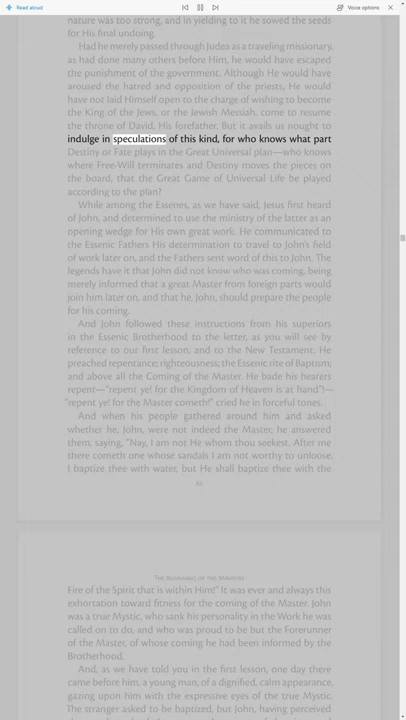 Read aloud
Voice options
nature was too strong, and in yielding to it he sowed the seeds
for His final undoing.
Had he merely passed through Judea as a traveling missionary,
as had done many others before Him, he would have escaped
the punishment of the government. Although He would have
aroused the hatred and opposition of the priests, He would
have not laid Himself open to the charge of wishing to become
the King of the Jews, or the Jewish Messiah, come to resume
the throne of David, His forefather. But it avails us nought to
indulge in speculations of this kind, for who knows what part
Destiny or Fate plays in the Great Universal plan—who knows
where Free-Will terminates and Destiny moves the pieces on
the board, that the Great Game of Universal Life be played
according to the plan?
While among the Essenes, as we have said, Jesus first heard
of John, and determined to use the ministry of the latter as an
opening wedge for His own great work. He communicated to
the Essenic Fathers His determination to travel to John's field
of work later on, and the Fathers sent word of this to John. The
legends have it that John did not know who was coming, being
merely informed that a great Master from foreign parts would
join him later on, and that he, John, should prepare the people
for his coming.
And John followed these instructions from his superiors
in the Essenic Brotherhood to the letter, as you will see by
reference to our first lesson, and to the New Testament. He
preached repentance; righteousness; the Essenic rite of Baptism;
and above all the Coming of the Master. He bade his hearers
repent—"repent ye! for the Kingdom of Heaven is at hand"!—
"repent ye! for the Master cometh!" cried he in forceful tones.
And when his people gathered around him and asked
whether he, John, were not indeed the Master, he answered
them, saying, "Nay, I am not He whom thou seekest. After me
there cometh one whose sandals I am not worthy to unloose.
I baptize thee with water, but He shall baptize thee with the
The Beginning of the Ministry
Fire of the Spirit that is within Him!" It was ever and always this
exhortation toward fitness for the coming of the Master. John
was a true Mystic, who sank his personality in the Work he was
called on to do, and who was proud to be but the Forerunner
of the Master, of whose coming he had been informed by the
Brotherhood.
And, as we have told you in the first lesson, one day there
came before him, a young man, of a dignified, calm appearance,
gazing upon him with the expressive eyes of the true Mystic.
The stranger asked to be baptized, but John, having perceived